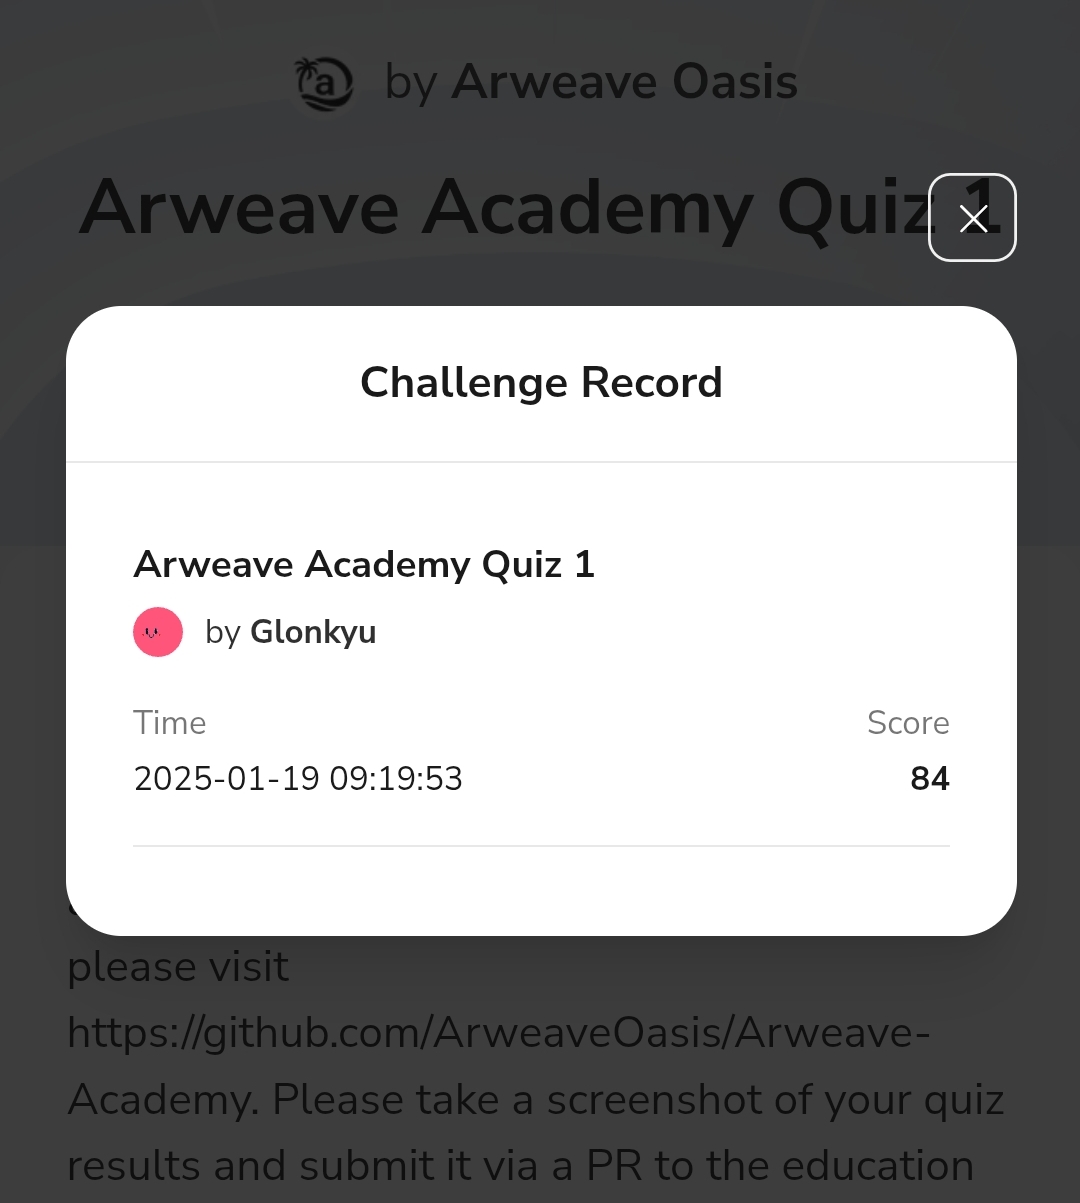 by Arweave Oasis
Arweave Academy Quiz 1
Challenge Record
Arweave Academy Quiz 1
by Glonkyu
Time
Score
2025-01-19 09:19:53
84
please visit
https://github.com/ArweaveOasis/Arweave-
Academy. Please take a screenshot of your quiz
results and submit it via a PR to the education